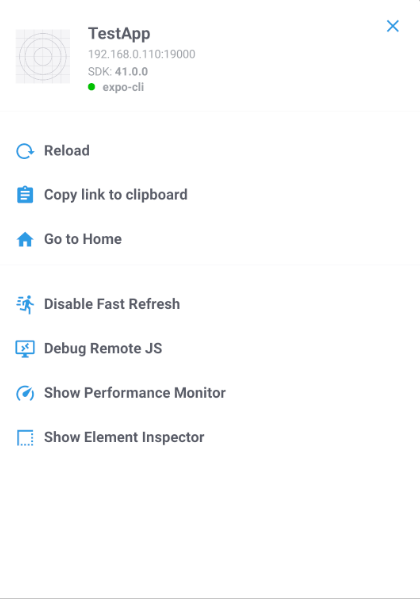 TestApp
192.168.0.110:19000
SDK: 41.0.0
expo-cli
Reload
Copy link to clipboard
Go to Home
Disable Fast Refresh
Debug Remote JS
Show Performance Monitor
Show Element Inspector